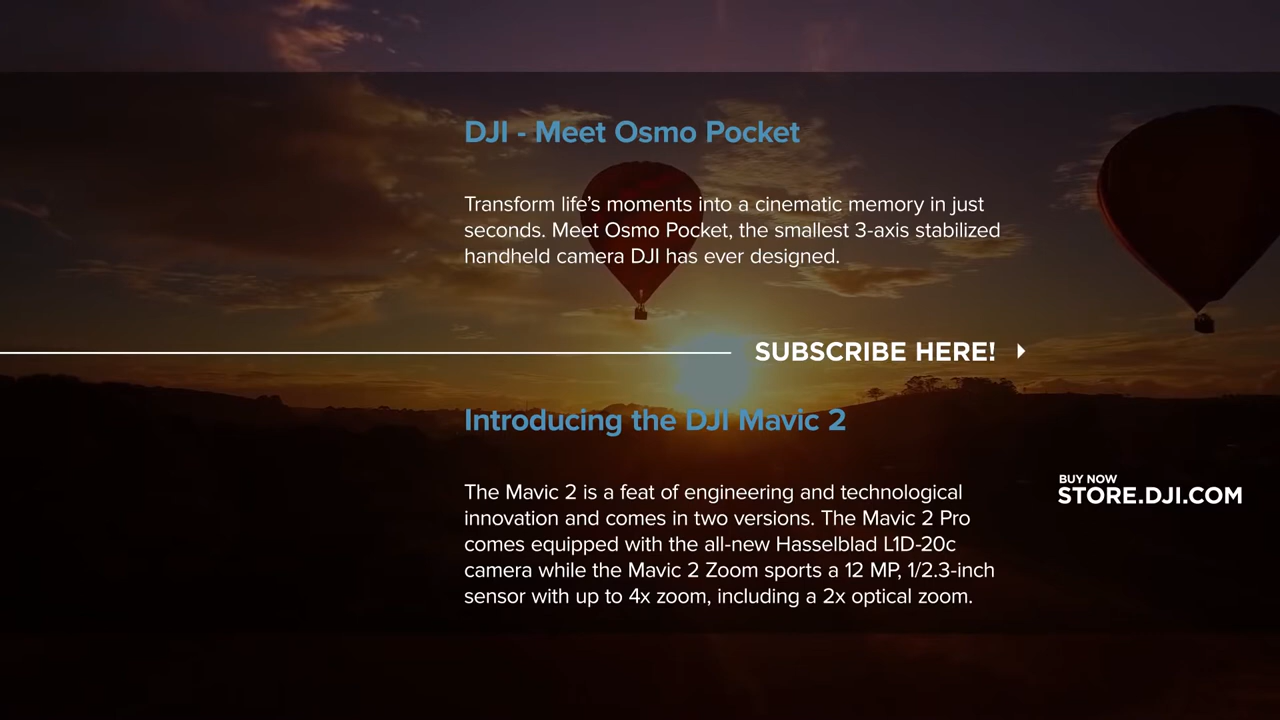 DJI - Meet Osmo Pocket
Transform life's moments into a cinematic memory in just
seconds. Meet Osmo Pocket, the smallest 3-axis stabilized
handheld camera DJI has ever designed.
SUBSCRIBE HERE!
Introducing the DJI Mavic 2
The Mavic 2 is a feat of engineering and technological
innovation and comes in two versions. The Mavic 2 Pro
comes equipped with the all-new Hasselblad L1D-20c
camera while the Mavic 2 Zoom sports a 12 MP, 1/2.3-inch
sensor with up to 4x zoom, including a 2x optical zoom.
BUY NOW
STORE.DJI.COM